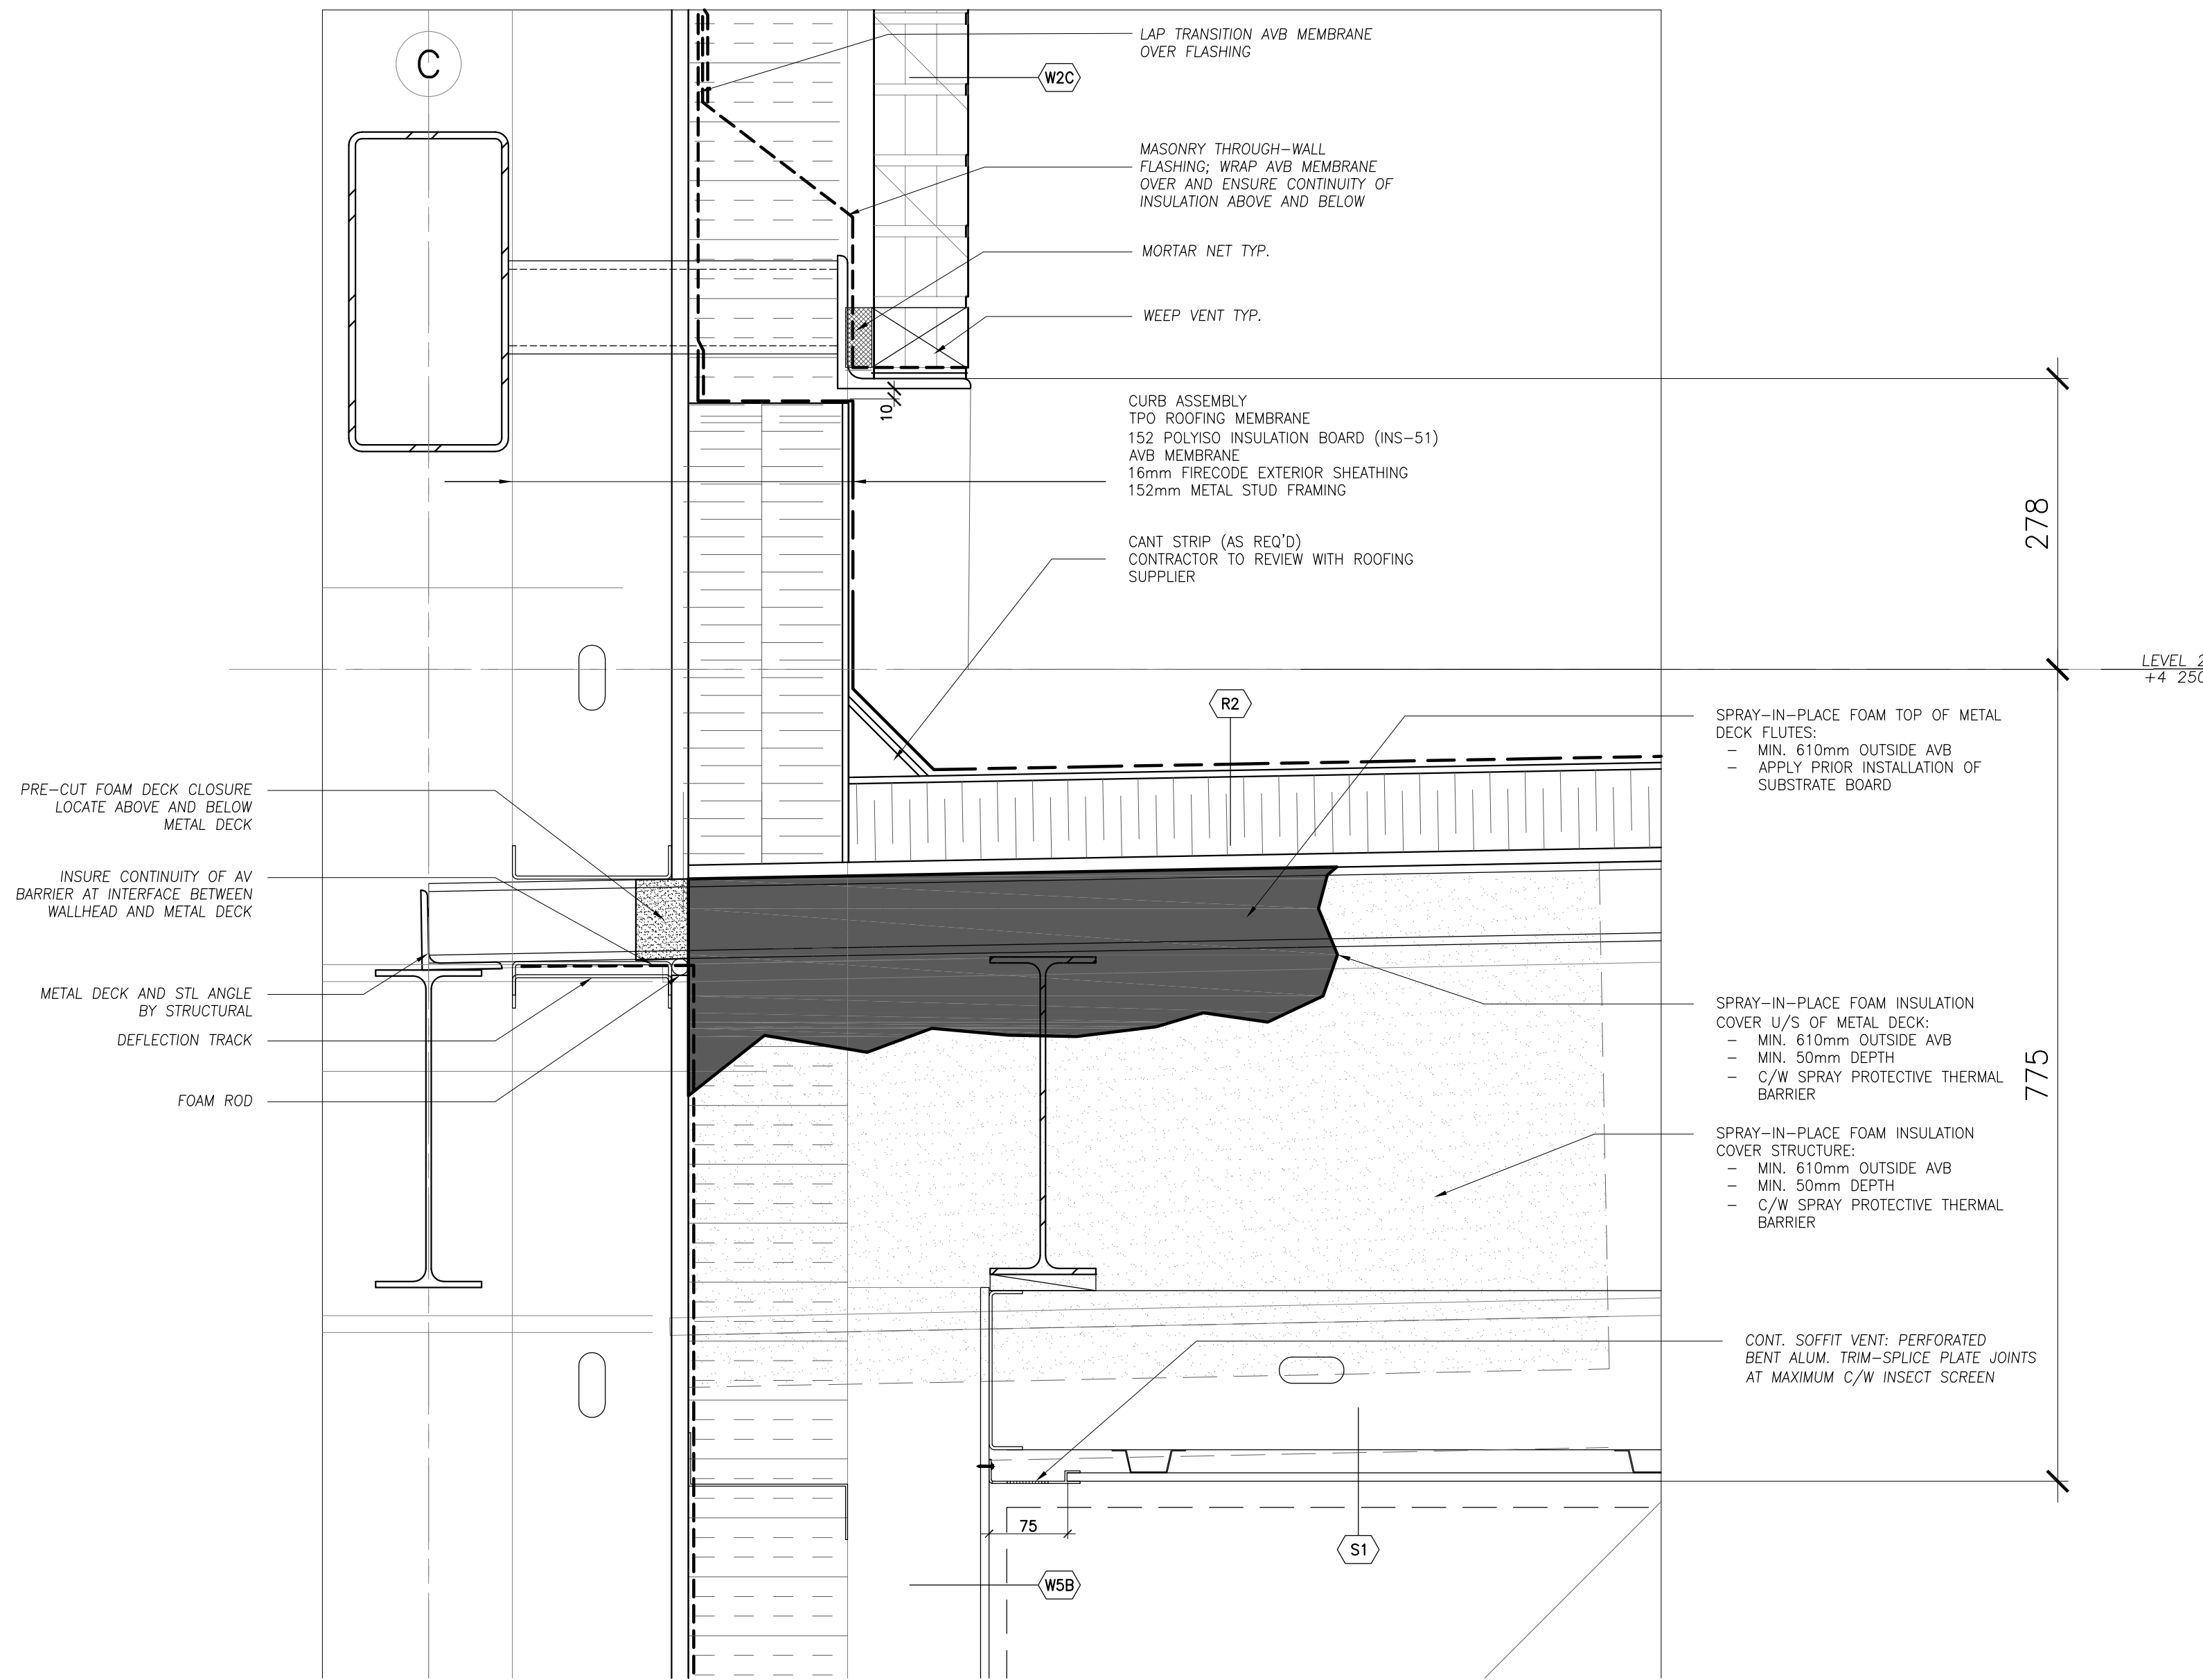 C
LAP TRANSITION AVB MEMBRANE
OVER FLASHING
W2C
MASONRY THROUGH-WALL
FLASHING; WRAP AVB MEMBRANE
OVER AND ENSURE CONTINUITY OF
INSULATION ABOVE AND BELOW
MORTAR NET TYP.
WEEP VENT TYP.
10
CURB ASSEMBLY
TPO ROOFING MEMBRANE
152 POLYISO INSULATION BOARD (INS-51)
AVB MEMBRANE
16mm FIRECODE EXTERIOR SHEATHING
152mm METAL STUD FRAMING
278
CANT STRIP (AS REQ'D)
CONTRACTOR TO REVIEW WITH ROOFING
SUPPLIER
LEVEL 2
+4 250
R2
SPRAY-IN-PLACE FOAM TOP OF METAL
DECK FLUTES:
- MIN. 610mm OUTSIDE AVB
- APPLY PRIOR INSTALLATION OF
SUBSTRATE BOARD
PRE-CUT FOAM DECK CLOSURE
LOCATE ABOVE AND BELOW
METAL DECK
INSURE CONTINUITY OF AV
BARRIER AT INTERFACE BETWEEN
WALLHEAD AND METAL DECK
METAL DECK AND STL ANGLE
BY STRUCTURAL
DEFLECTION TRACK
FOAM ROD
SPRAY-IN-PLACE FOAM INSULATION
COVER U/S OF METAL DECK:
- MIN. 610mm OUTSIDE AVB
- MIN. 50mm DEPTH
- C/W SPRAY PROTECTIVE THERMAL
BARRIER
775
SPRAY-IN-PLACE FOAM INSULATION
COVER STRUCTURE:
- MIN. 610mm OUTSIDE AVB
- MIN. 50mm DEPTH
- C/W SPRAY PROTECTIVE THERMAL
BARRIER
CONT. SOFFIT VENT: PERFORATED
BENT ALUM. TRIM-SPLICE PLATE JOINTS
AT MAXIMUM C/W INSECT SCREEN
75
S1
W5B